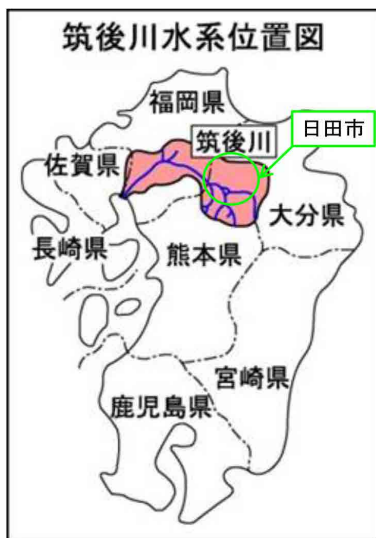 筑後川水系位置図
福岡県
筑後川
日田市
佐賀県
大分県
長崎県
熊本県
宮崎県
鹿児島県